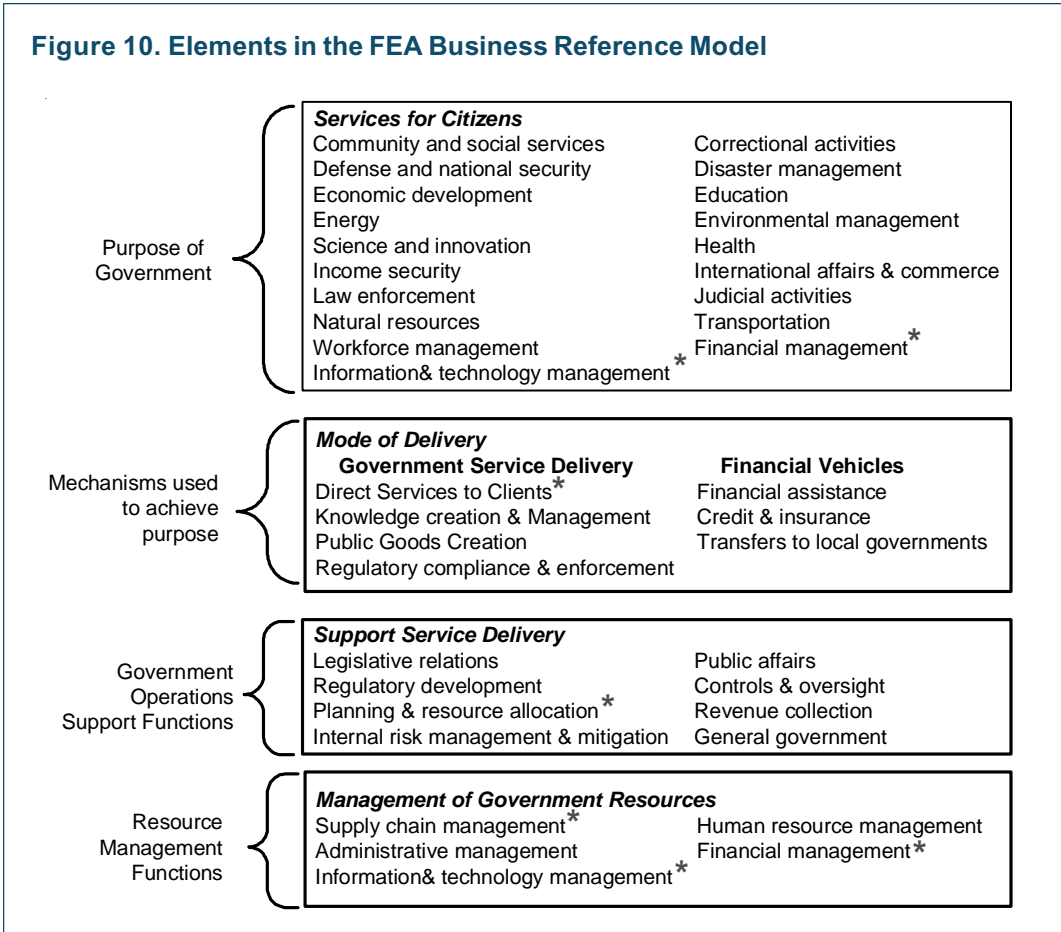 Figure 10. Elements in the FEA Business Reference Model
Purpose of
Government
Services for Citizens
Community and social services
Defense and national security
Economic development
Energy
Science and innovation
Income security
Law enforcement
Natural resources
Workforce management
Information& technology management*
Correctional activities
Disaster management
Education
Environmental management
Health
International affairs & commerce
Judicial activities
Transportation
Financial management*
Mechanisms used
to achieve
purpose
Mode of Delivery
Government Service Delivery
Direct Services to Clients*
Knowledge creation & Management
Public Goods Creation
Regulatory compliance & enforcement
Financial Vehicles
Financial assistance
Credit & insurance
Transfers to local governments
Government
Operations
Support Functions
Support Service Delivery
Legislative relations
Regulatory development
Planning & resource allocation*
Internal risk management & mitigation
Public affairs
Controls & oversight
Revenue collection
General government
Resource
Management
Functions
Management of Government Resources
Supply chain management*
Administrative management
Information& technology management*
Human resource management
Financial management*